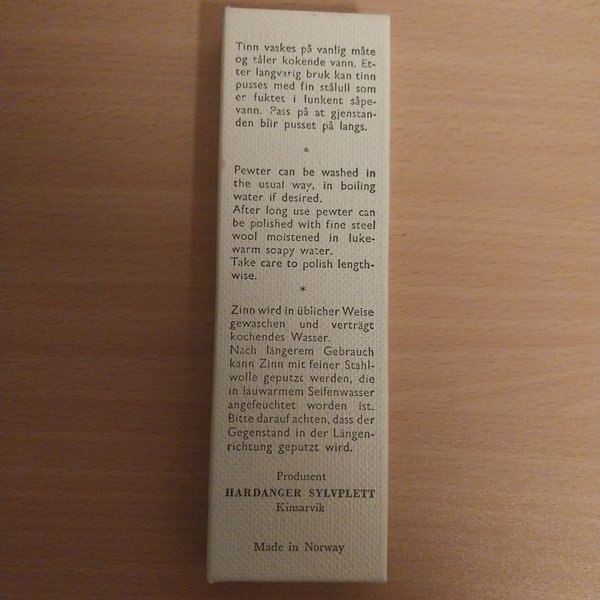 Tinn vaskes på vanlig måte
og tåler kokende vann. Et-
ter langvarig bruk kan tinn
pusses med fin stålull som
er fuktet i lunkent såpe-
vann. Pass på at gjenstan-
den blir pusset på langs.
*
Pewter can be washed in
the usual way, in boiling
water if desired.
After long use pewter can
be polished with fine steel
wool moistened in luke-
warm soapy water.
Take care to polish length-
wise.
*
Zinn wird in üblicher Weise
gewaschen und verträgt
kochendes Wasser.
Nach längerem Gebrauch
kann Zinn mit feiner Stahl-
wolle geputzt werden, die
in lauwarmem Seifenwasser
angefeuchtet worden ist.
Bitte darauf achten, dass der
Gegenstand in der Längen-
richtung geputzt wird.
Produsent
HARDANGER SYLVPLETT
Kinsarvik
Made in Norway